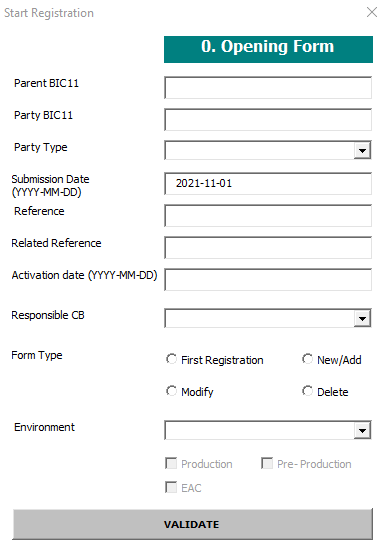 Start Registration
0. Opening Form
Parent BIC11
Party BIC11
Party Type
Submission Date
(YYYY-MM-DD)
2021-11-01
Reference
Related Reference
Activation date (YYYY-MM-DD)
Responsible CB
Form Type
First Registration
New/Add
Modify
Delete
Environment
Production
Pre- Production
EAC
VALIDATE